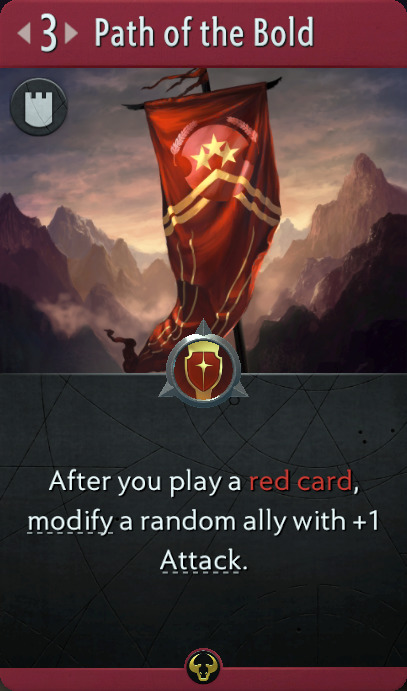 3 Path of the Bold
After you play a red card,
modify a random ally with +1
Attack.